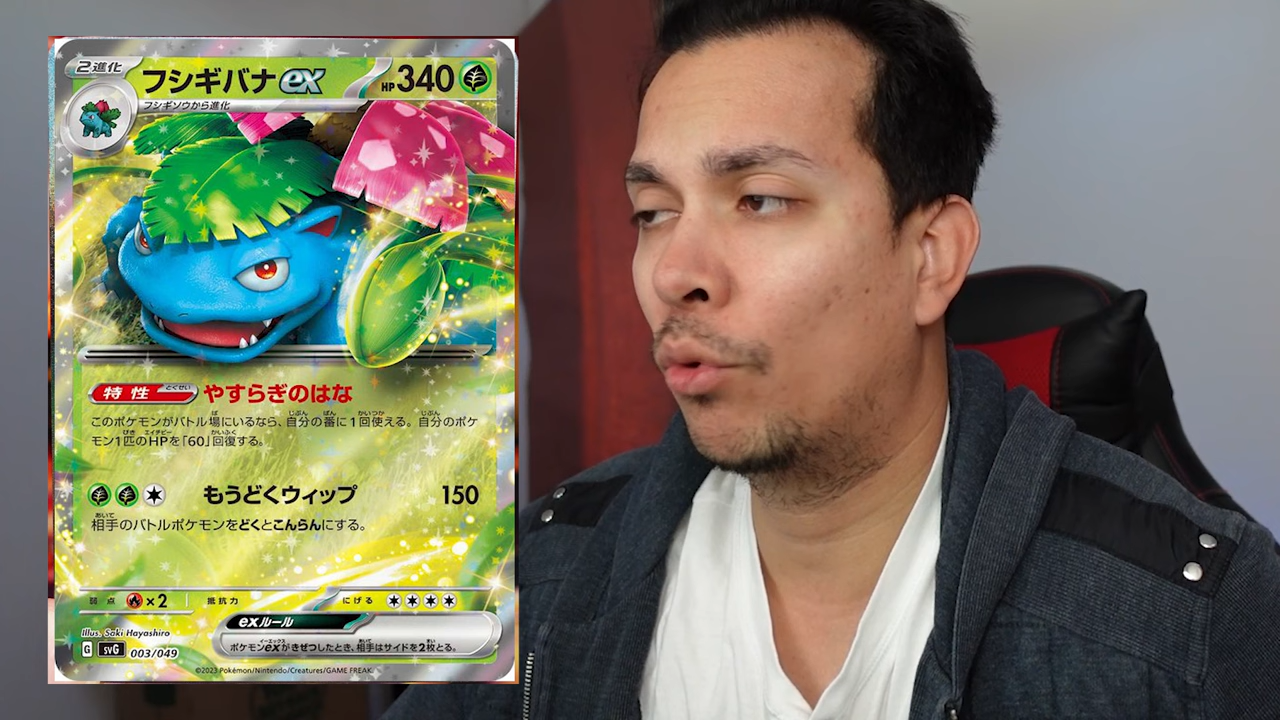 2進化 フシギバナex HP 340
フシギソウから進化
特性 とくせい やすらぎのはな
このポケモンがバトル場にいるなら、自分の番に1回使える。自分のポケ
モン1匹のHPを「60」回復する。
もうどくウィップ 150
相手のバトルポケモンをどくとこんらんにする。
弱点 ×2 抵抗力 にげる
exルール
ポケモンexがきぜつしたとき、相手はサイドを2枚とる。
Illus. Saki Hayashiro
G svG 003/049
©2023 Pokémon/Nintendo/Creatures/GAME FREAK.